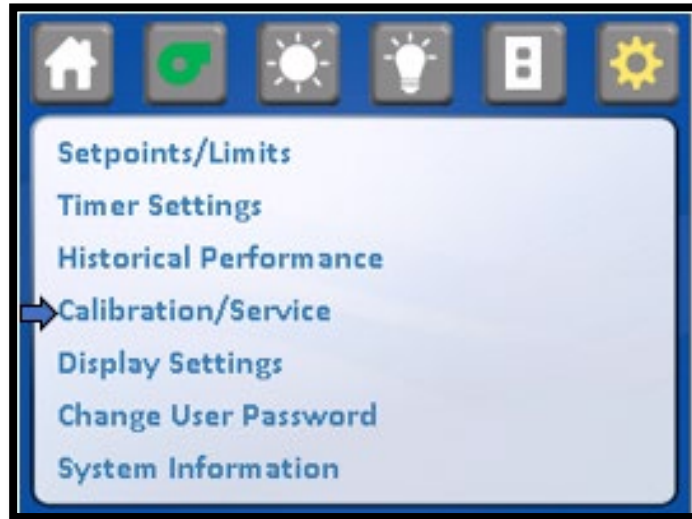 Setpoints/Limits
Timer Settings
Historical Performance
Calibration/Service
Display Settings
Change User Password
System Information